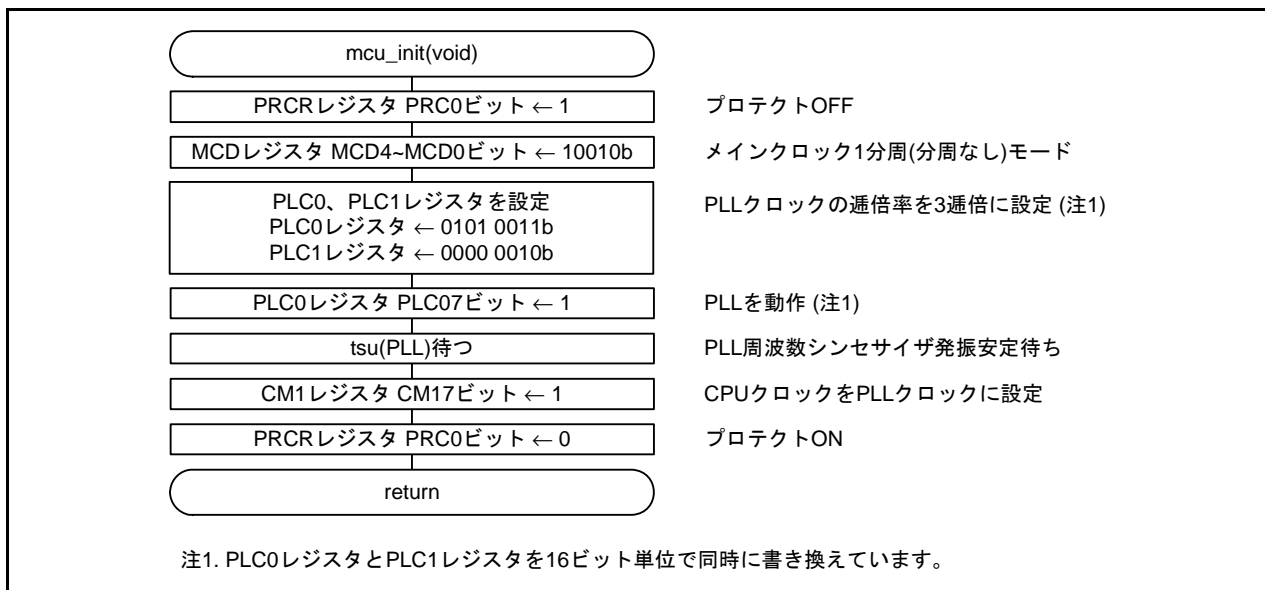 mcu_init(void)
PRCRレジスタ PRC0ビット ← 1 プロテクトOFF
MCDレジスタ MCD4~MCD0ビット ← 10010b メインクロック1分周(分周なし)モード
PLC0、PLC1レジスタを設定 PLLクロックの逓倍率を3逓倍に設定 (注1)
PLC0レジスタ ← 0101 0011b
PLC1レジスタ ← 0000 0010b
PLC0レジスタ PLC07ビット ← 1 PLLを動作 (注1)
tsu(PLL)待つ PLL周波数シンセサイザ発振安定待ち
CM1レジスタ CM17ビット ← 1 CPUクロックをPLLクロックに設定
PRCRレジスタ PRC0ビット ← 0 プロテクトON
return
注1. PLC0レジスタとPLC1レジスタを16ビット単位で同時に書き換えています。